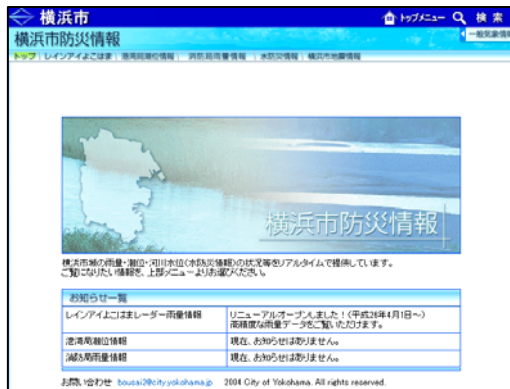 横浜市
トップメニュー 検 索
横浜市防災情報
一般気象情報
トップ | レインアイよこはま | 港湾局潮位情報 | 消防局雨量情報 | 水防災情報 | 横浜市地震情報
横浜市防災情報
横浜市域の雨量・潮位・河川水位(水防災情報)の状況等をリアルタイムで提供しています。
ご覧になりたい情報を、上部メニューよりお選びください。
お知らせ一覧
レインアイよこはまレーダー雨量情報 リニューアルオープンしました!(平成26年4月1日~)
高精度な雨量データをご覧いただけます。
港湾局潮位情報 現在、お知らせはありません。
消防局雨量情報 現在、お知らせはありません。
お問い合わせ bousai2@city.yokohama.jp 2004 City of Yokohama. All rights reserved.